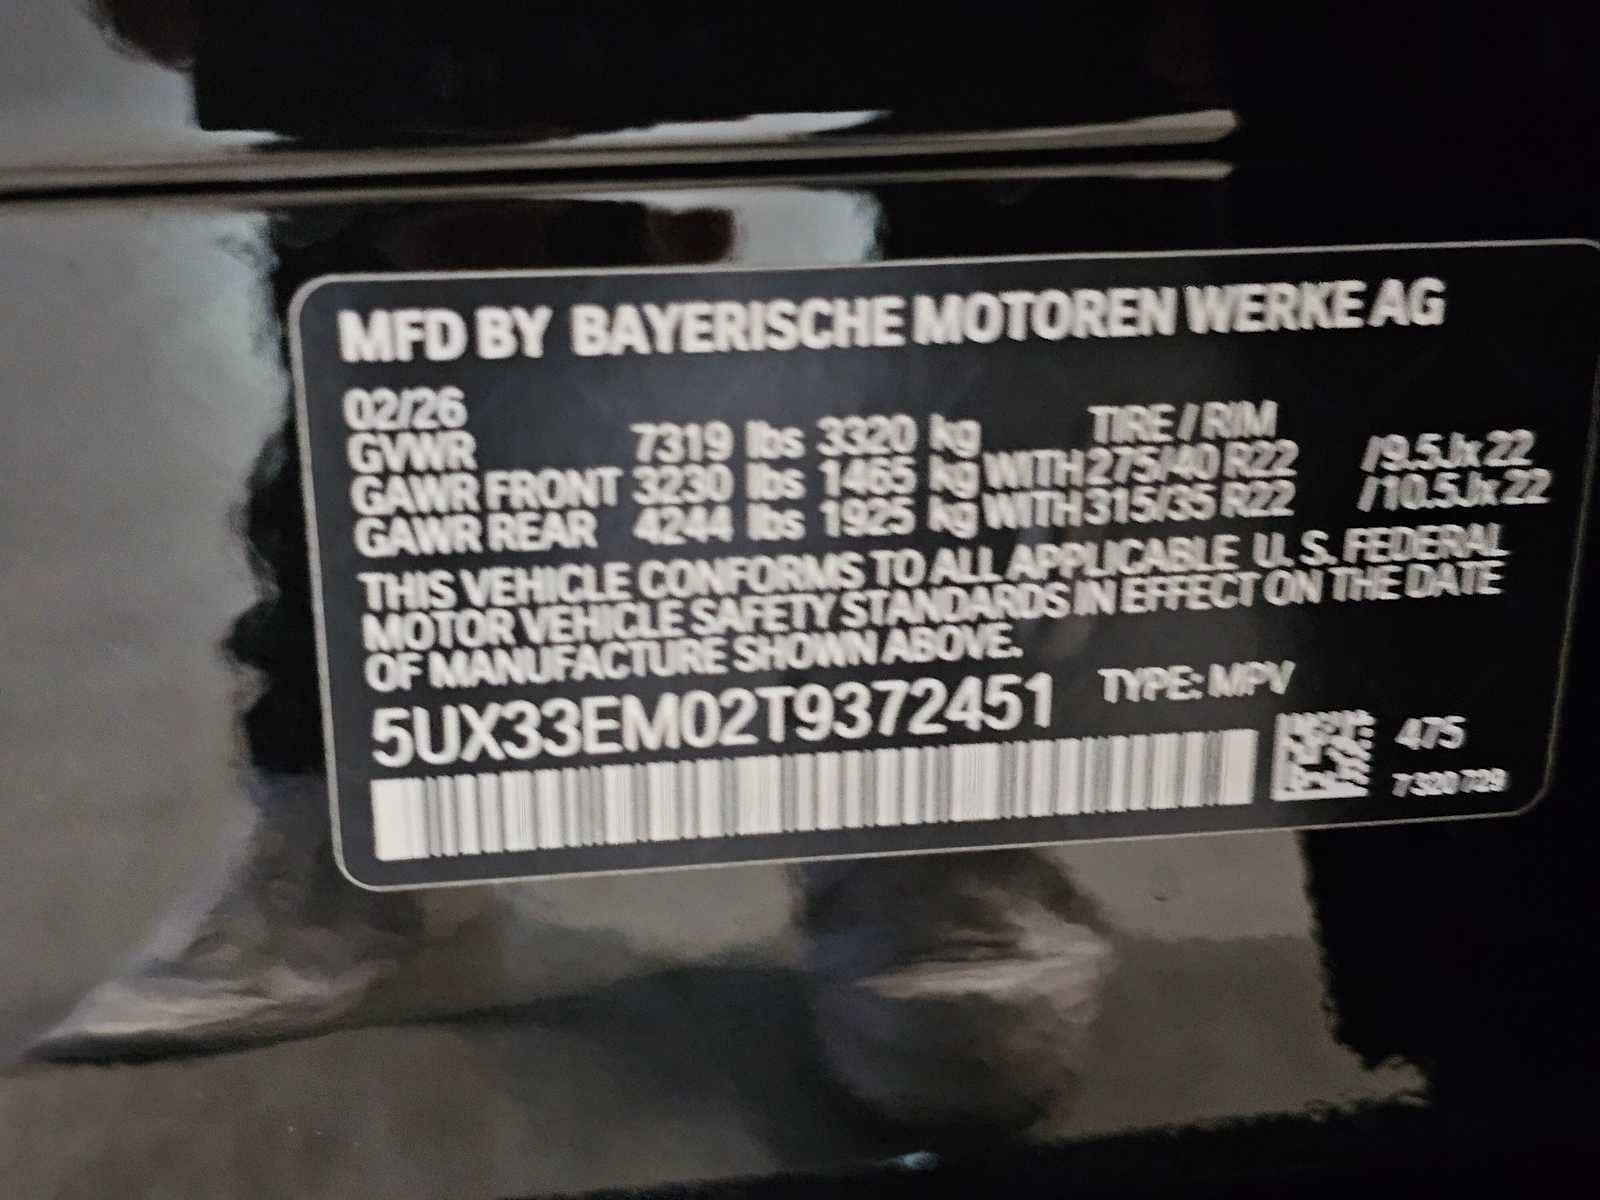 MFD BY BAYERISCHE MOTOREN WERKE AG
02/26
GVWR 7319 lbs 3320 kg TIRE / RIM
GAWR FRONT 3230 lbs 1465 kg WITH 275/40 R22 /9.5Jx22
GAWR REAR 4244 lbs 1925 kg WITH 315/35 R22 /10.5Jx22
THIS VEHICLE CONFORMS TO ALL APPLICABLE U. S. FEDERAL
MOTOR VEHICLE SAFETY STANDARDS IN EFFECT ON THE DATE
OF MANUFACTURE SHOWN ABOVE.
5UX33EM02T9372451 TYPE: MPV
475
7 320 729